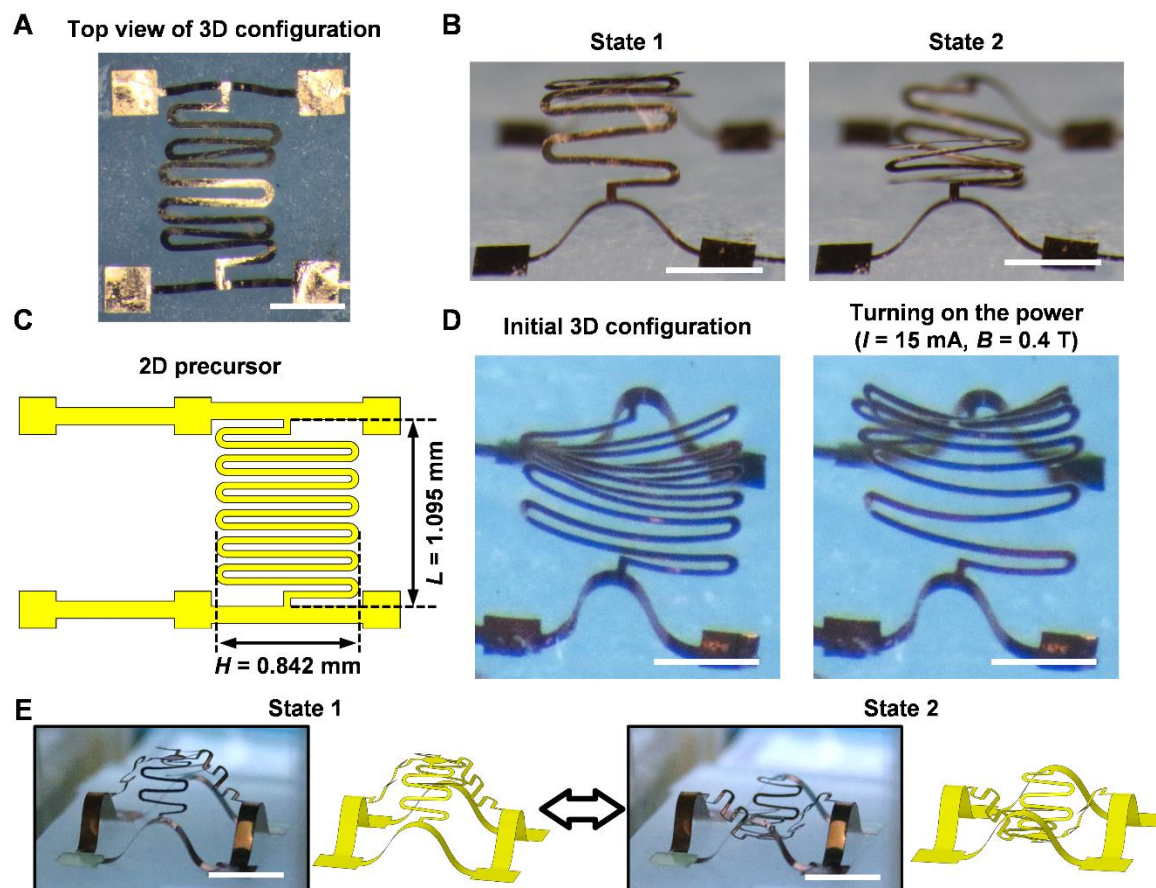 A
Top view of 3D configuration
B
State 1
State 2
C
2D precursor
L = 1.095 mm
H = 0.842 mm
D
Initial 3D configuration
Turning on the power
(I = 15 mA, B = 0.4 T)
E
State 1
State 2